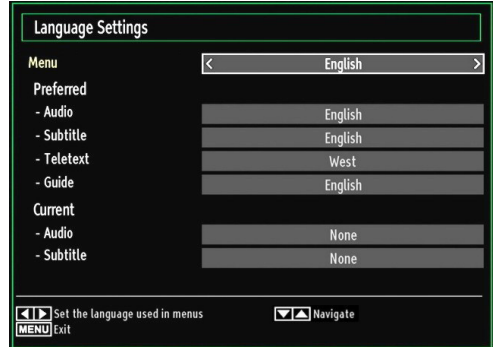 Language Settings
Menu < English >
Preferred
- Audio English
- Subtitle English
- Teletext West
- Guide English
Current
- Audio None
- Subtitle None
Set the language used in menus Navigate
MENU Exit